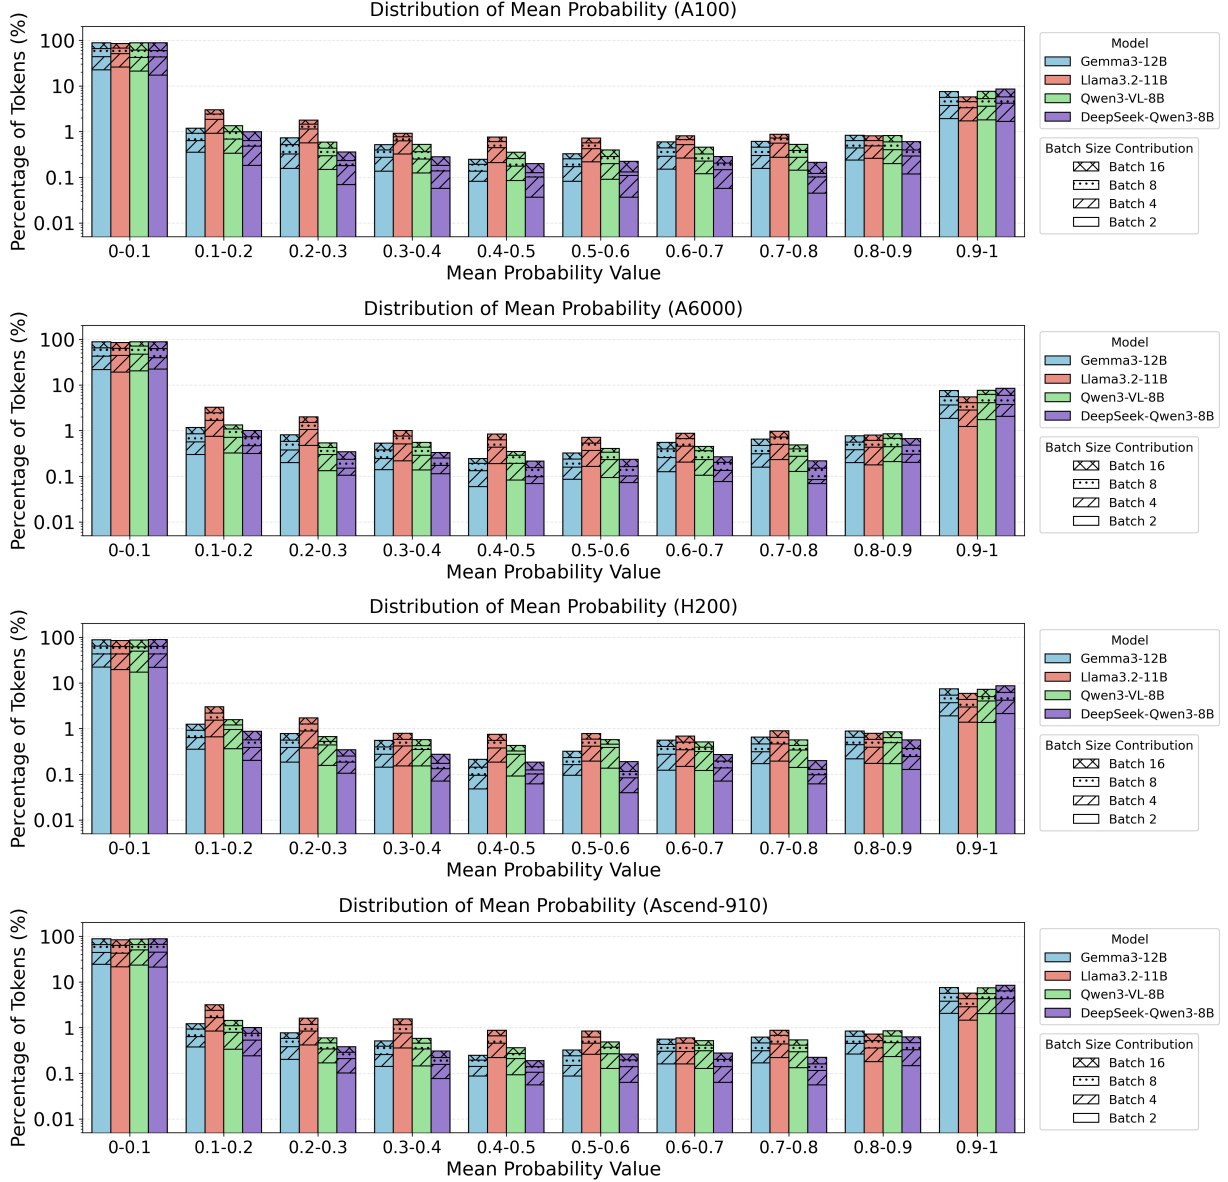 Distribution of Mean Probability (A100)
Percentage of Tokens (%)
100
10
1
0.1
0.01
0-0.1 0.1-0.2 0.2-0.3 0.3-0.4 0.4-0.5 0.5-0.6 0.6-0.7 0.7-0.8 0.8-0.9 0.9-1
Mean Probability Value
Model
Gemma3-12B
Llama3.2-11B
Qwen3-VL-8B
DeepSeek-Qwen3-8B
Batch Size Contribution
Batch 16
Batch 8
Batch 4
Batch 2
Distribution of Mean Probability (A6000)
Percentage of Tokens (%)
100
10
1
0.1
0.01
0-0.1 0.1-0.2 0.2-0.3 0.3-0.4 0.4-0.5 0.5-0.6 0.6-0.7 0.7-0.8 0.8-0.9 0.9-1
Mean Probability Value
Model
Gemma3-12B
Llama3.2-11B
Qwen3-VL-8B
DeepSeek-Qwen3-8B
Batch Size Contribution
Batch 16
Batch 8
Batch 4
Batch 2
Distribution of Mean Probability (H200)
Percentage of Tokens (%)
100
10
1
0.1
0.01
0-0.1 0.1-0.2 0.2-0.3 0.3-0.4 0.4-0.5 0.5-0.6 0.6-0.7 0.7-0.8 0.8-0.9 0.9-1
Mean Probability Value
Model
Gemma3-12B
Llama3.2-11B
Qwen3-VL-8B
DeepSeek-Qwen3-8B
Batch Size Contribution
Batch 16
Batch 8
Batch 4
Batch 2
Distribution of Mean Probability (Ascend-910)
Percentage of Tokens (%)
100
10
1
0.1
0.01
0-0.1 0.1-0.2 0.2-0.3 0.3-0.4 0.4-0.5 0.5-0.6 0.6-0.7 0.7-0.8 0.8-0.9 0.9-1
Mean Probability Value
Model
Gemma3-12B
Llama3.2-11B
Qwen3-VL-8B
DeepSeek-Qwen3-8B
Batch Size Contribution
Batch 16
Batch 8
Batch 4
Batch 2